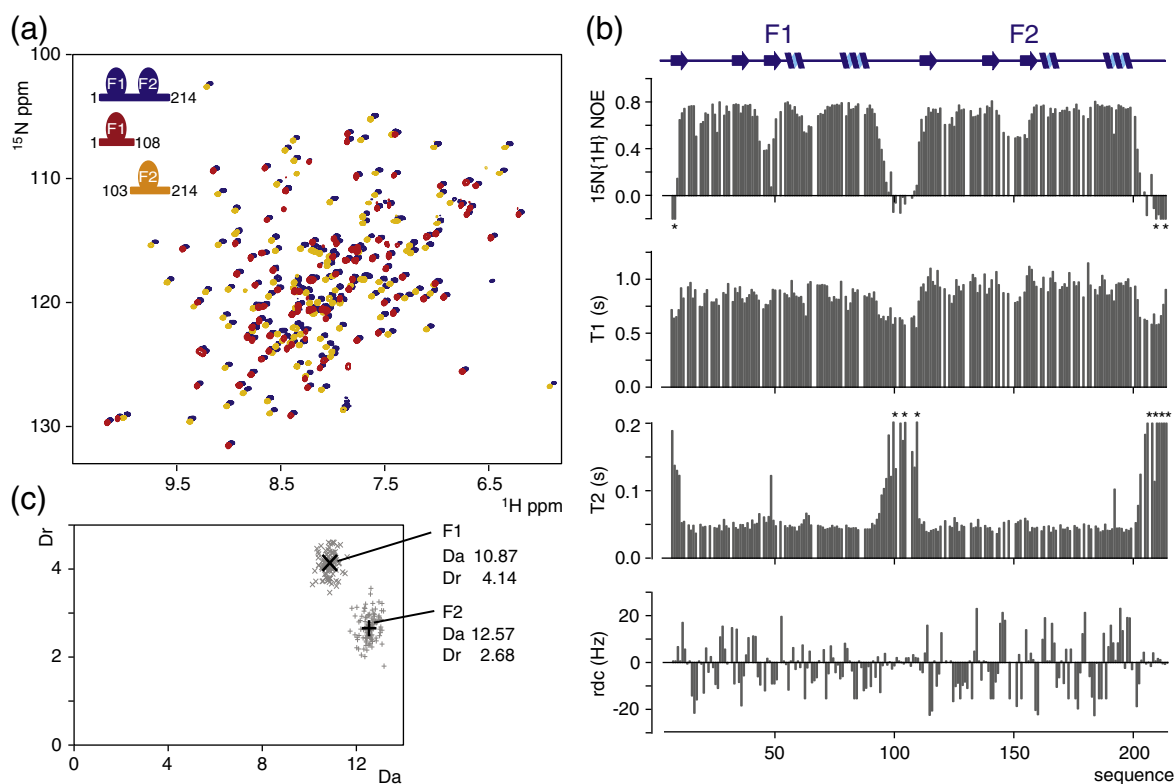 (a)
100
110
120
130
15N ppm
9.5 8.5 7.5 6.5
1H ppm
F1 F2
1 214
F1
1 108
F2
103 214
(b)
F1 F2
0.8
0.4
0.0
15N{1H} NOE
* * *
1.0
0.5
0.0
T1 (s)
0.2
0.1
0.0
T2 (s)
* * * ****
20
0
-20
rdc (Hz)
50 100 150 200
sequence
(c)
Dr
4
2
0
0 4 8 12
Da
F1
Da 10.87
Dr 4.14
F2
Da 12.57
Dr 2.68